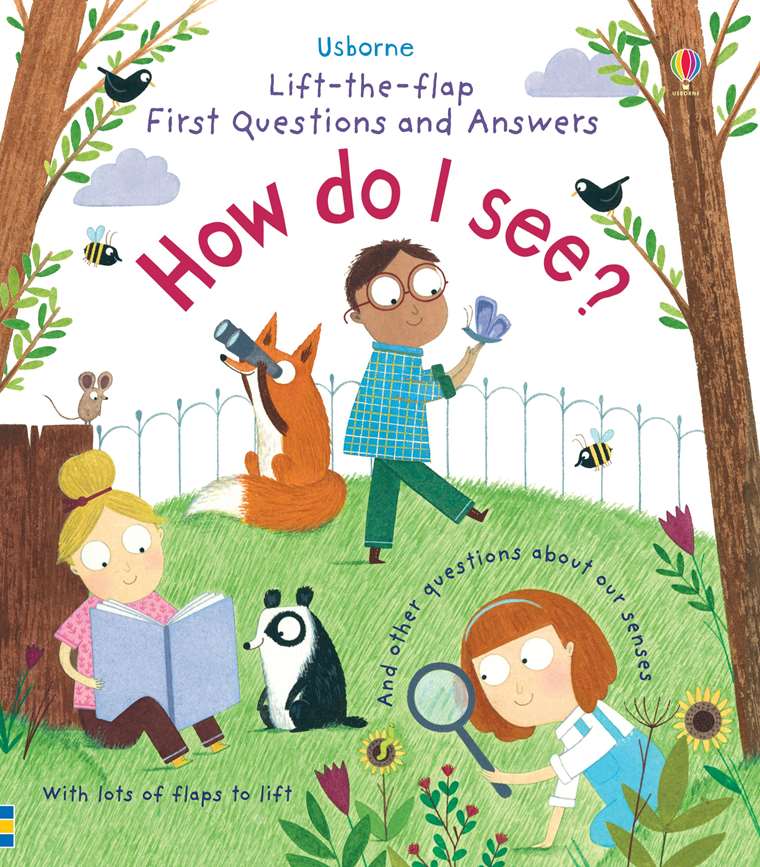 Usborne
Lift-the-flap
First Questions and Answers
How do I see?
USBORNE
And other questions about our senses
With lots of flaps to lift